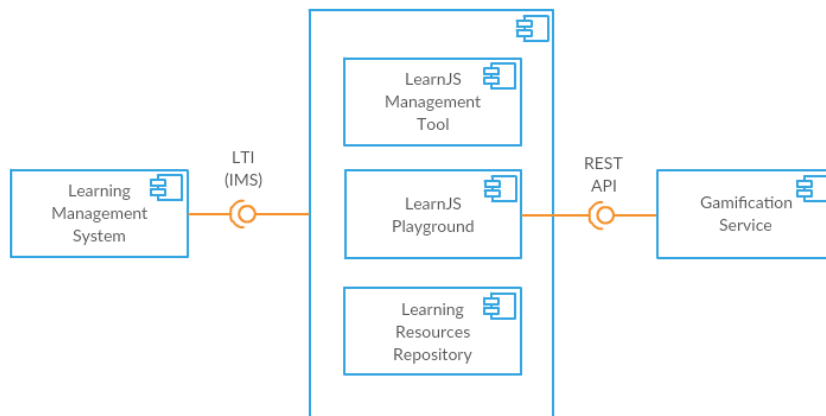 LearnJS
Management
Tool
LTI
(IMS)
REST
API
Learning
Management
System
LearnJS
Playground
Gamification
Service
Learning
Resources
Repository